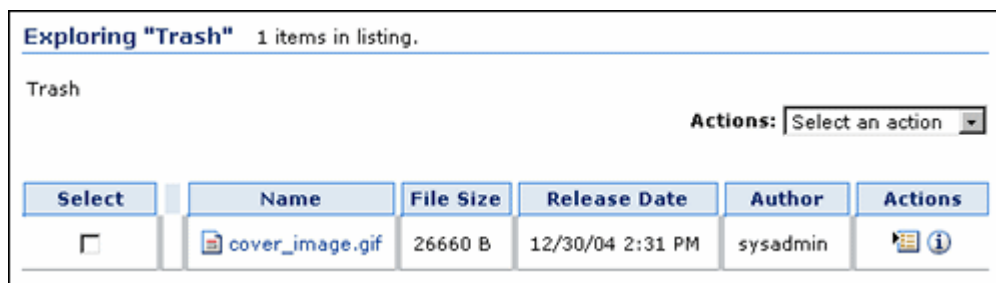 Exploring "Trash" 1 items in listing.
Trash
Actions: Select an action
Select Name File Size Release Date Author Actions
cover_image.gif 26660 B 12/30/04 2:31 PM sysadmin